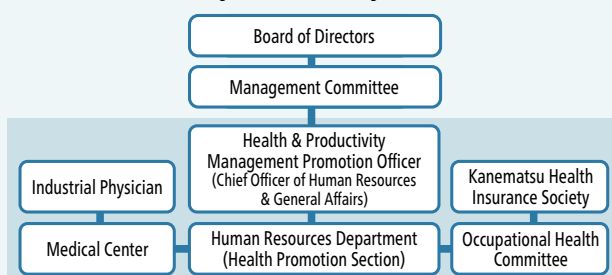 Board of Directors
Management Committee
Health & Productivity
Management Promotion Officer
(Chief Officer of Human Resources
& General Affairs)
Industrial Physician
Kanematsu Health
Insurance Society
Medical Center
Human Resources Department
(Health Promotion Section)
Occupational Health
Committee